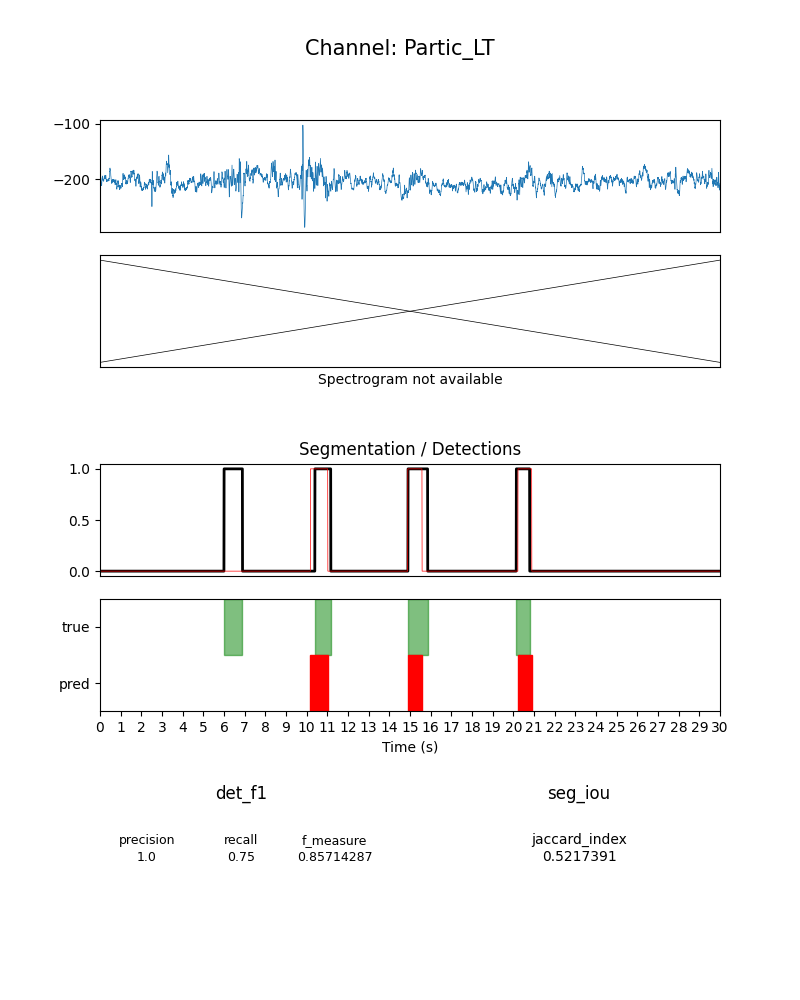 Channel: Partic_LT
−100
−200
Spectrogram not available
Segmentation / Detections
1.0
0.5
0.0
true
pred
0 1 2 3 4 5 6 7 8 9 10 11 12 13 14 15 16 17 18 19 20 21 22 23 24 25 26 27 28 29 30
Time (s)
det_f1 seg_iou
precision recall f_measure jaccard_index
1.0 0.75 0.85714287 0.5217391